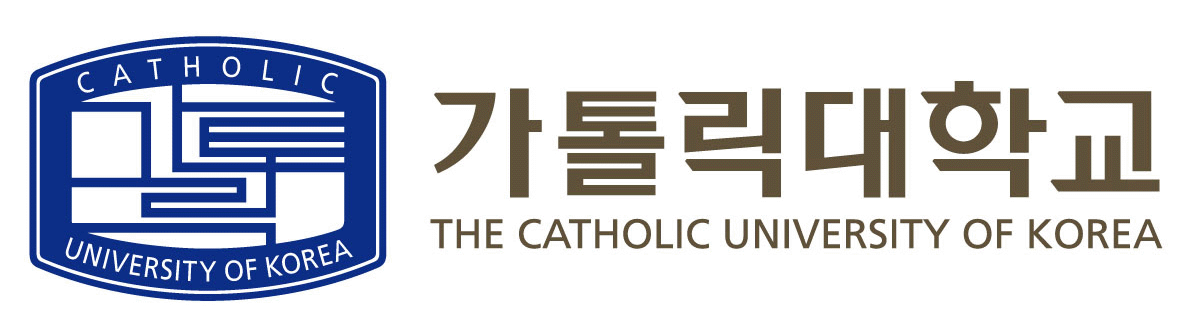 CATHOLIC
UNIVERSITY OF KOREA
가톨릭대학교
THE CATHOLIC UNIVERSITY OF KOREA